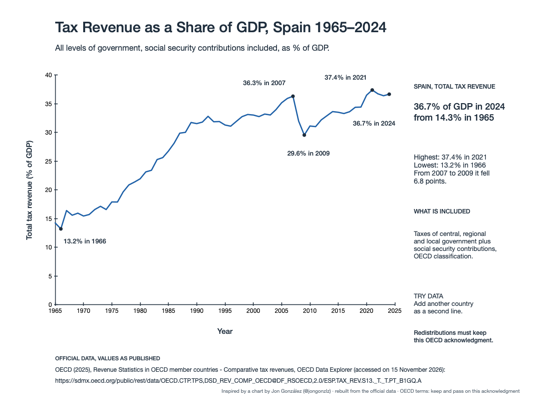 Tax Revenue as a Share of GDP, Spain 1965–2024
All levels of government, social security contributions included, as % of GDP.
40
35
30
25
20
15
10
5
0
Total tax revenue (% of GDP)
1965 1970 1975 1980 1985 1990 1995 2000 2005 2010 2015 2020 2025
Year
13.2% in 1966
36.3% in 2007
29.6% in 2009
37.4% in 2021
36.7% in 2024
SPAIN, TOTAL TAX REVENUE
36.7% of GDP in 2024
from 14.3% in 1965
Highest: 37.4% in 2021
Lowest: 13.2% in 1966
From 2007 to 2009 it fell
6.8 points.
WHAT IS INCLUDED
Taxes of central, regional
and local government plus
social security contributions,
OECD classification.
TRY DATA
Add another country
as a second line.
Redistributions must keep
this OECD acknowledgment.
OFFICIAL DATA, VALUES AS PUBLISHED
OECD (2025), Revenue Statistics in OECD member countries - Comparative tax revenues, OECD Data Explorer (accessed on 15 November 2026):
https://sdmx.oecd.org/public/rest/data/OECD.CTP.TPS,DSD_REV_COMP_OECD@DF_RSOECD,2.0/ESP.TAX_REV.S13._T._T.PT_B1GQ.A
Inspired by a chart by Jon González (@jongonzlz) · rebuilt from the official data · OECD terms: keep and pass on this acknowledgment